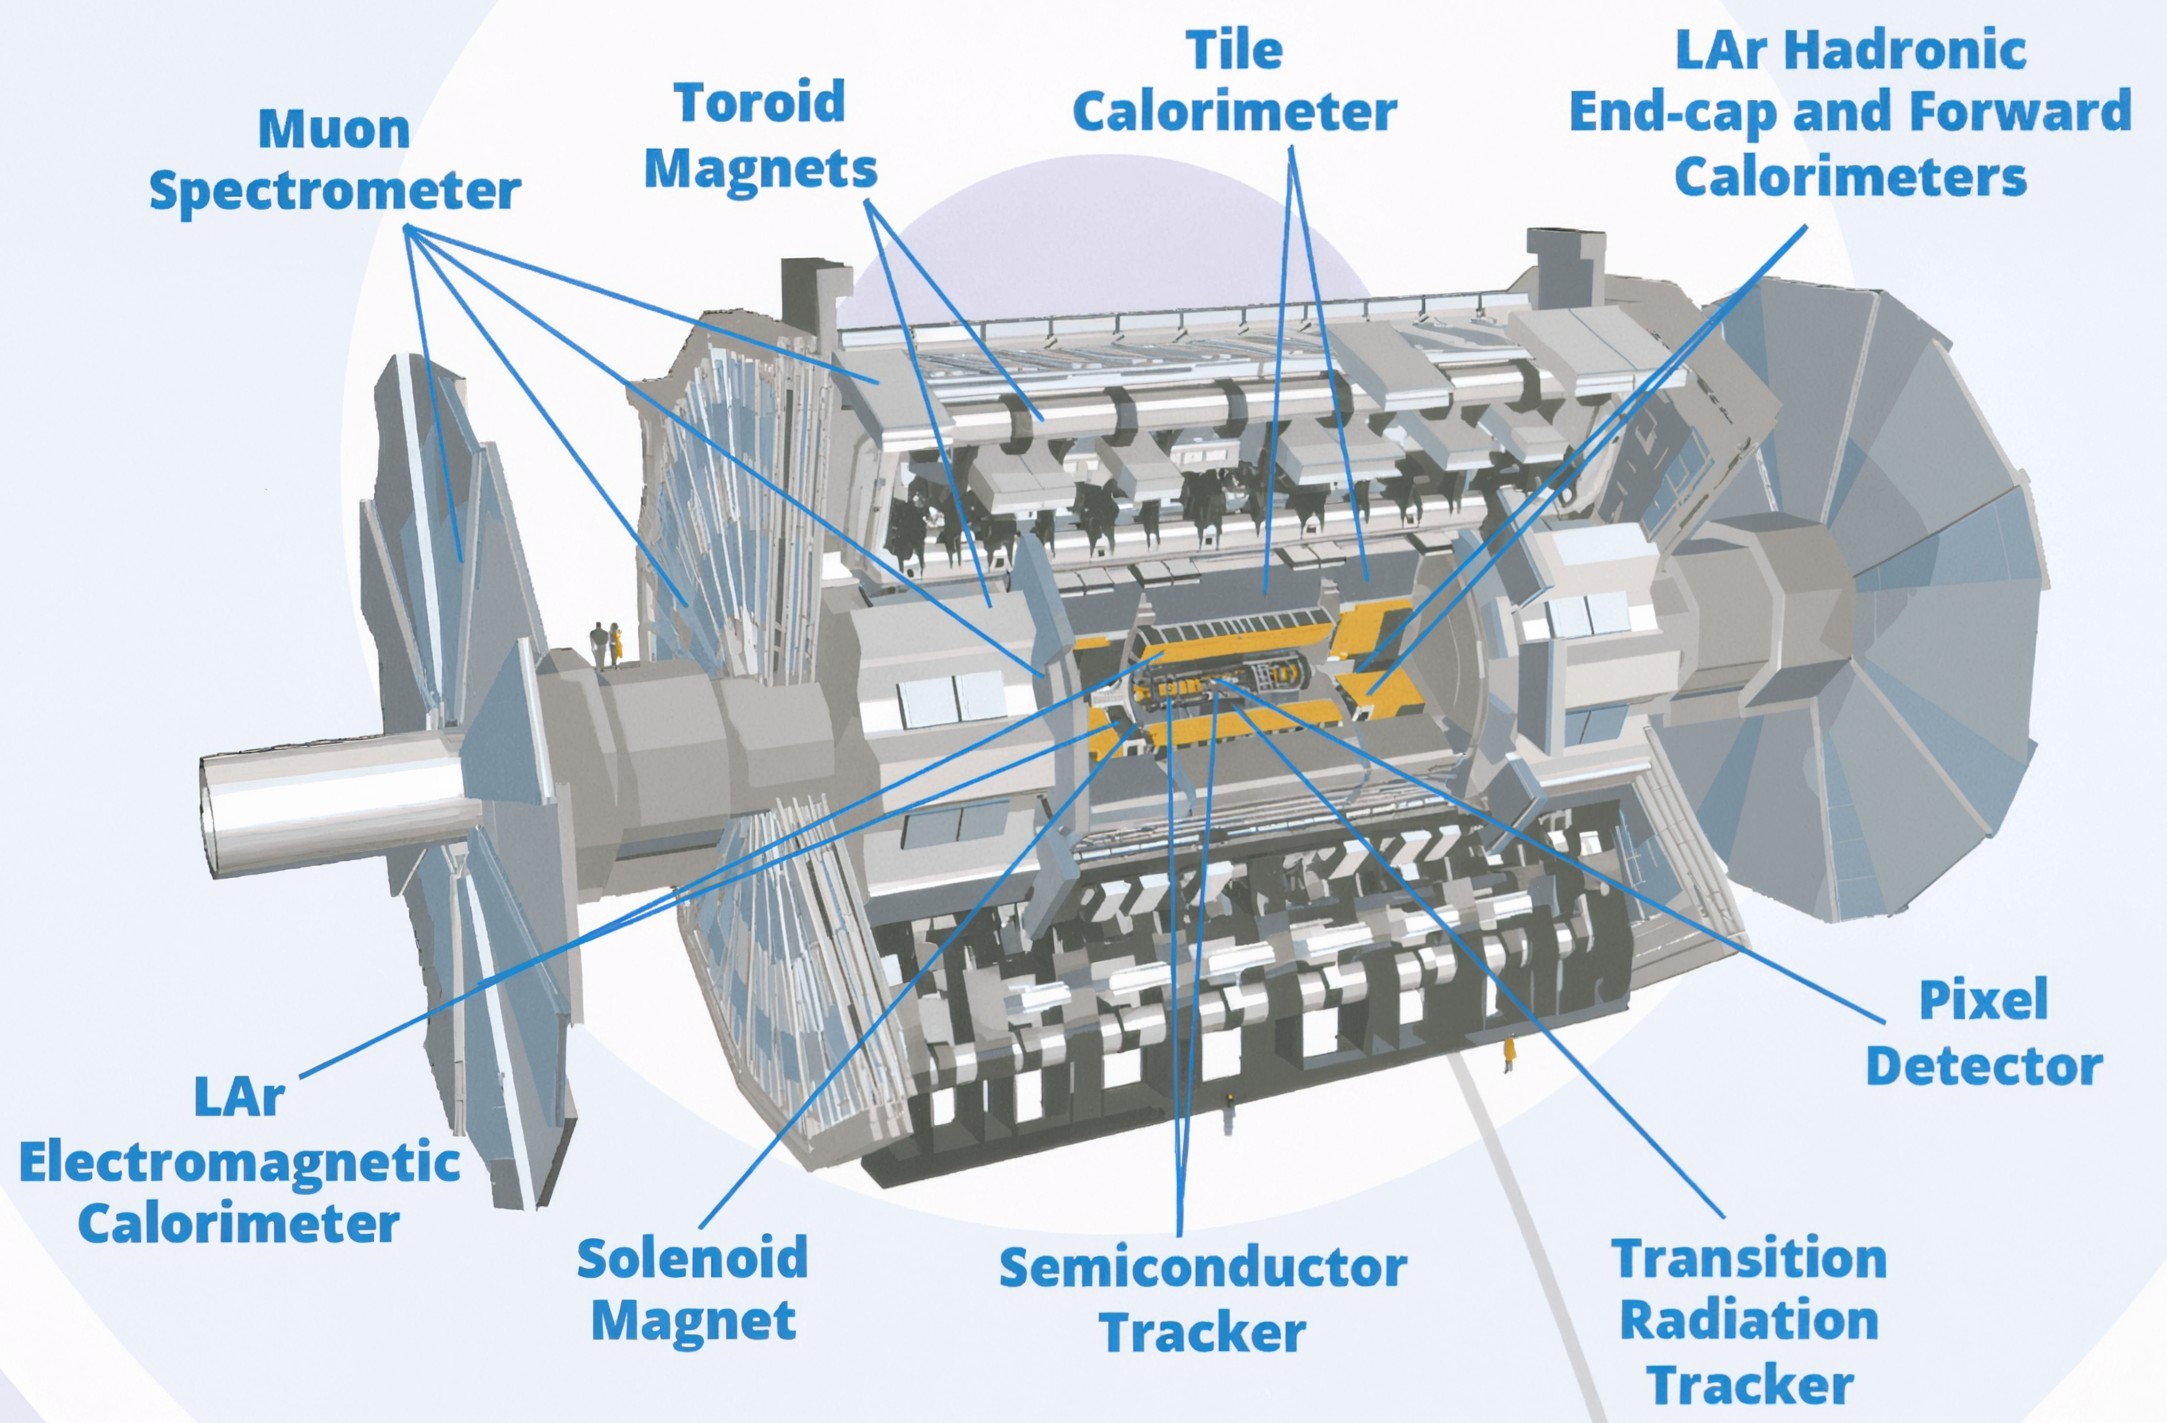 Muon
Spectrometer
Toroid
Magnets
Tile
Calorimeter
LAr Hadronic
End-cap and Forward
Calorimeters
LAr
Electromagnetic
Calorimeter
Solenoid
Magnet
Semiconductor
Tracker
Transition
Radiation
Tracker
Pixel
Detector